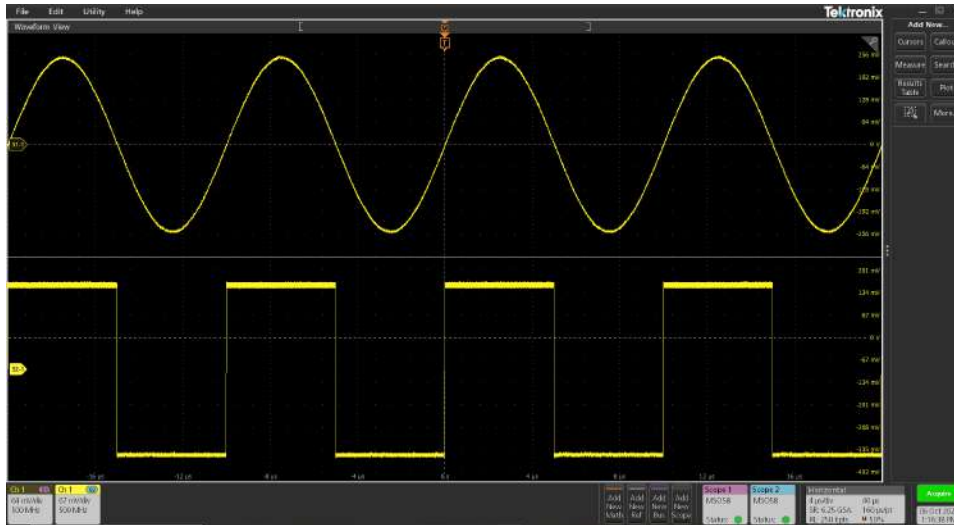 File Edit Utility Help
Tektronix
Waveform View
Add New...
Cursors
Measure
Results Table
Plot
More...
256 mV
192 mV
128 mV
64 mV
0 V
-64 mV
-128 mV
-192 mV
-256 mV
201 mV
134 mV
67 mV
0 V
-67 mV
-134 mV
-201 mV
-268 mV
-335 mV
-402 mV
-16 µs -12 µs -8 µs -4 µs 0 s 4 µs 8 µs 12 µs 16 µs
Ch 1
64 mV/div
500 MHz
Ch 1
67 mV/div
500 MHz
Add New Math
Add New Ref
Add New Bus
Add New Scope
Scope 1
MSO58
Status:
Scope 2
MSO58
Status:
Horizontal
4 µs/div 40 µs
SR: 6.25 GS/s 160 ps/pt
RL: 250 kpts 50%
Acquire